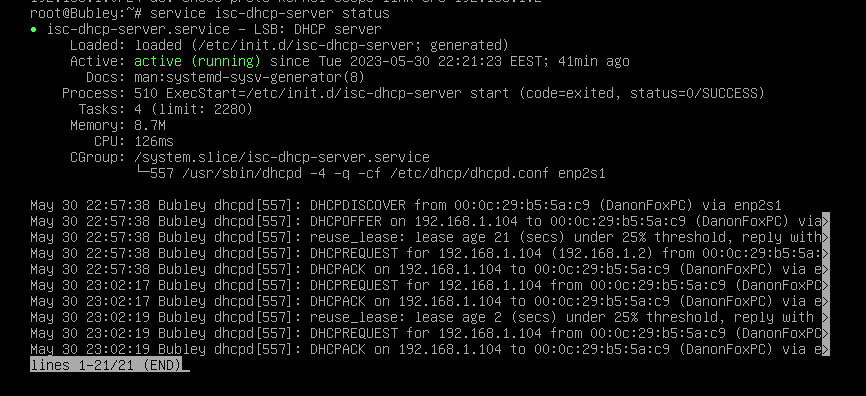 root@Bubley:~# service isc-dhcp-server status
● isc-dhcp-server.service - LSB: DHCP server
Loaded: loaded (/etc/init.d/isc-dhcp-server; generated)
Active: active (running) since Tue 2023-05-30 22:21:23 EEST; 41min ago
Docs: man:systemd-sysv-generator(8)
Process: 510 ExecStart=/etc/init.d/isc-dhcp-server start (code=exited, status=0/SUCCESS)
Tasks: 4 (limit: 2280)
Memory: 8.7M
CPU: 126ms
CGroup: /system.slice/isc-dhcp-server.service
└─557 /usr/sbin/dhcpd -4 -q -cf /etc/dhcp/dhcpd.conf enp2s1
May 30 22:57:38 Bubley dhcpd[557]: DHCPDISCOVER from 00:0c:29:b5:5a:c9 (DanonFoxPC) via enp2s1
May 30 22:57:38 Bubley dhcpd[557]: DHCPOFFER on 192.168.1.104 to 00:0c:29:b5:5a:c9 (DanonFoxPC) via>
May 30 22:57:38 Bubley dhcpd[557]: reuse_lease: lease age 21 (secs) under 25% threshold, reply with>
May 30 22:57:38 Bubley dhcpd[557]: DHCPREQUEST for 192.168.1.104 (192.168.1.2) from 00:0c:29:b5:5a:>
May 30 22:57:38 Bubley dhcpd[557]: DHCPACK on 192.168.1.104 to 00:0c:29:b5:5a:c9 (DanonFoxPC) via e>
May 30 23:02:17 Bubley dhcpd[557]: DHCPREQUEST for 192.168.1.104 from 00:0c:29:b5:5a:c9 (DanonFoxPC>
May 30 23:02:17 Bubley dhcpd[557]: DHCPACK on 192.168.1.104 to 00:0c:29:b5:5a:c9 (DanonFoxPC) via e>
May 30 23:02:19 Bubley dhcpd[557]: reuse_lease: lease age 2 (secs) under 25% threshold, reply with >
May 30 23:02:19 Bubley dhcpd[557]: DHCPREQUEST for 192.168.1.104 from 00:0c:29:b5:5a:c9 (DanonFoxPC>
May 30 23:02:19 Bubley dhcpd[557]: DHCPACK on 192.168.1.104 to 00:0c:29:b5:5a:c9 (DanonFoxPC) via e>
lines 1-21/21 (END)